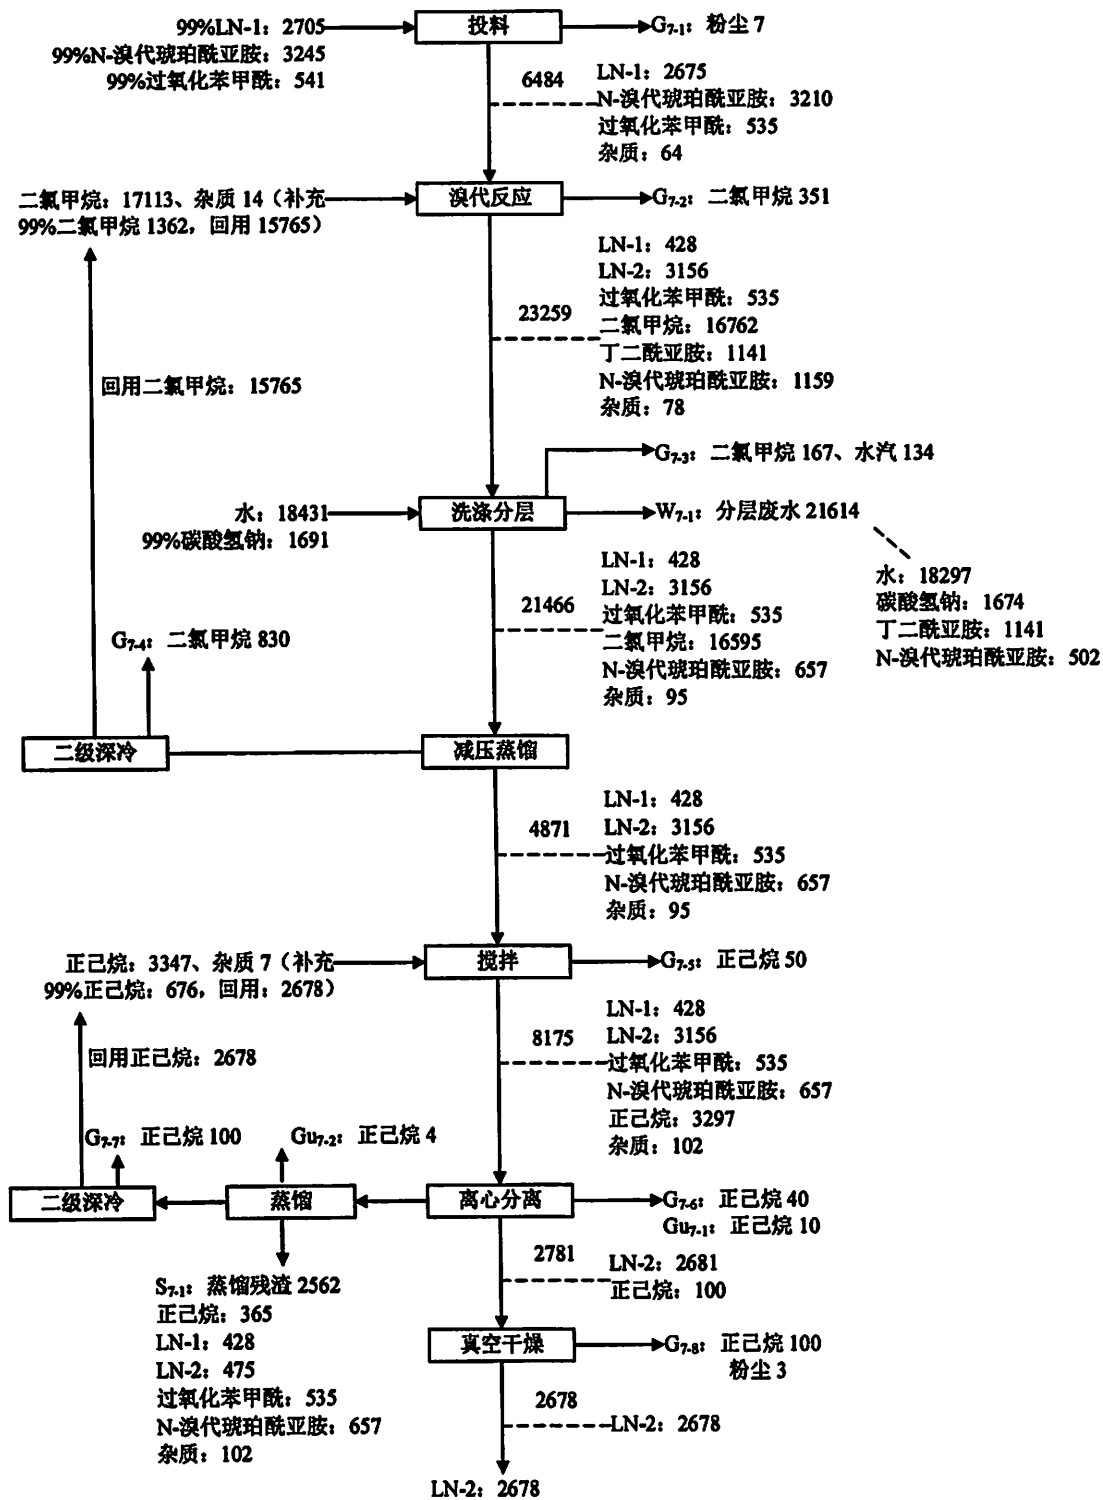 99%LN-1：2705
99%N-溴代琥珀酰亚胺：3245
99%过氧化苯甲酰：541
投料
G7-1：粉尘 7
6484
LN-1：2675
N-溴代琥珀酰亚胺：3210
过氧化苯甲酰：535
杂质：64
二氯甲烷：17113、杂质 14（补充
99%二氯甲烷 1362，回用 15765）
溴代反应
G7-2：二氯甲烷 351
23259
LN-1：428
LN-2：3156
过氧化苯甲酰：535
二氯甲烷：16762
丁二酰亚胺：1141
N-溴代琥珀酰亚胺：1159
杂质：78
回用二氯甲烷：15765
G7-3：二氯甲烷 167、水汽 134
水：18431
99%碳酸氢钠：1691
洗涤分层
W7-1：分层废水 21614
水：18297
碳酸氢钠：1674
丁二酰亚胺：1141
N-溴代琥珀酰亚胺：502
21466
LN-1：428
LN-2：3156
过氧化苯甲酰：535
二氯甲烷：16595
N-溴代琥珀酰亚胺：657
杂质：95
G7-4：二氯甲烷 830
二级深冷
减压蒸馏
4871
LN-1：428
LN-2：3156
过氧化苯甲酰：535
N-溴代琥珀酰亚胺：657
杂质：95
正己烷：3347、杂质 7（补充
99%正己烷：676，回用：2678）
搅拌
G7-5：正己烷 50
8175
LN-1：428
LN-2：3156
过氧化苯甲酰：535
N-溴代琥珀酰亚胺：657
正己烷：3297
杂质：102
回用正己烷：2678
G7-7：正己烷 100
Gu7-2：正己烷 4
二级深冷
蒸馏
离心分离
G7-6：正己烷 40
Gu7-1：正己烷 10
S7-1：蒸馏残渣 2562
正己烷：365
LN-1：428
LN-2：475
过氧化苯甲酰：535
N-溴代琥珀酰亚胺：657
杂质：102
2781
LN-2：2681
正己烷：100
真空干燥
G7-8：正己烷 100
粉尘 3
2678
LN-2：2678
LN-2：2678